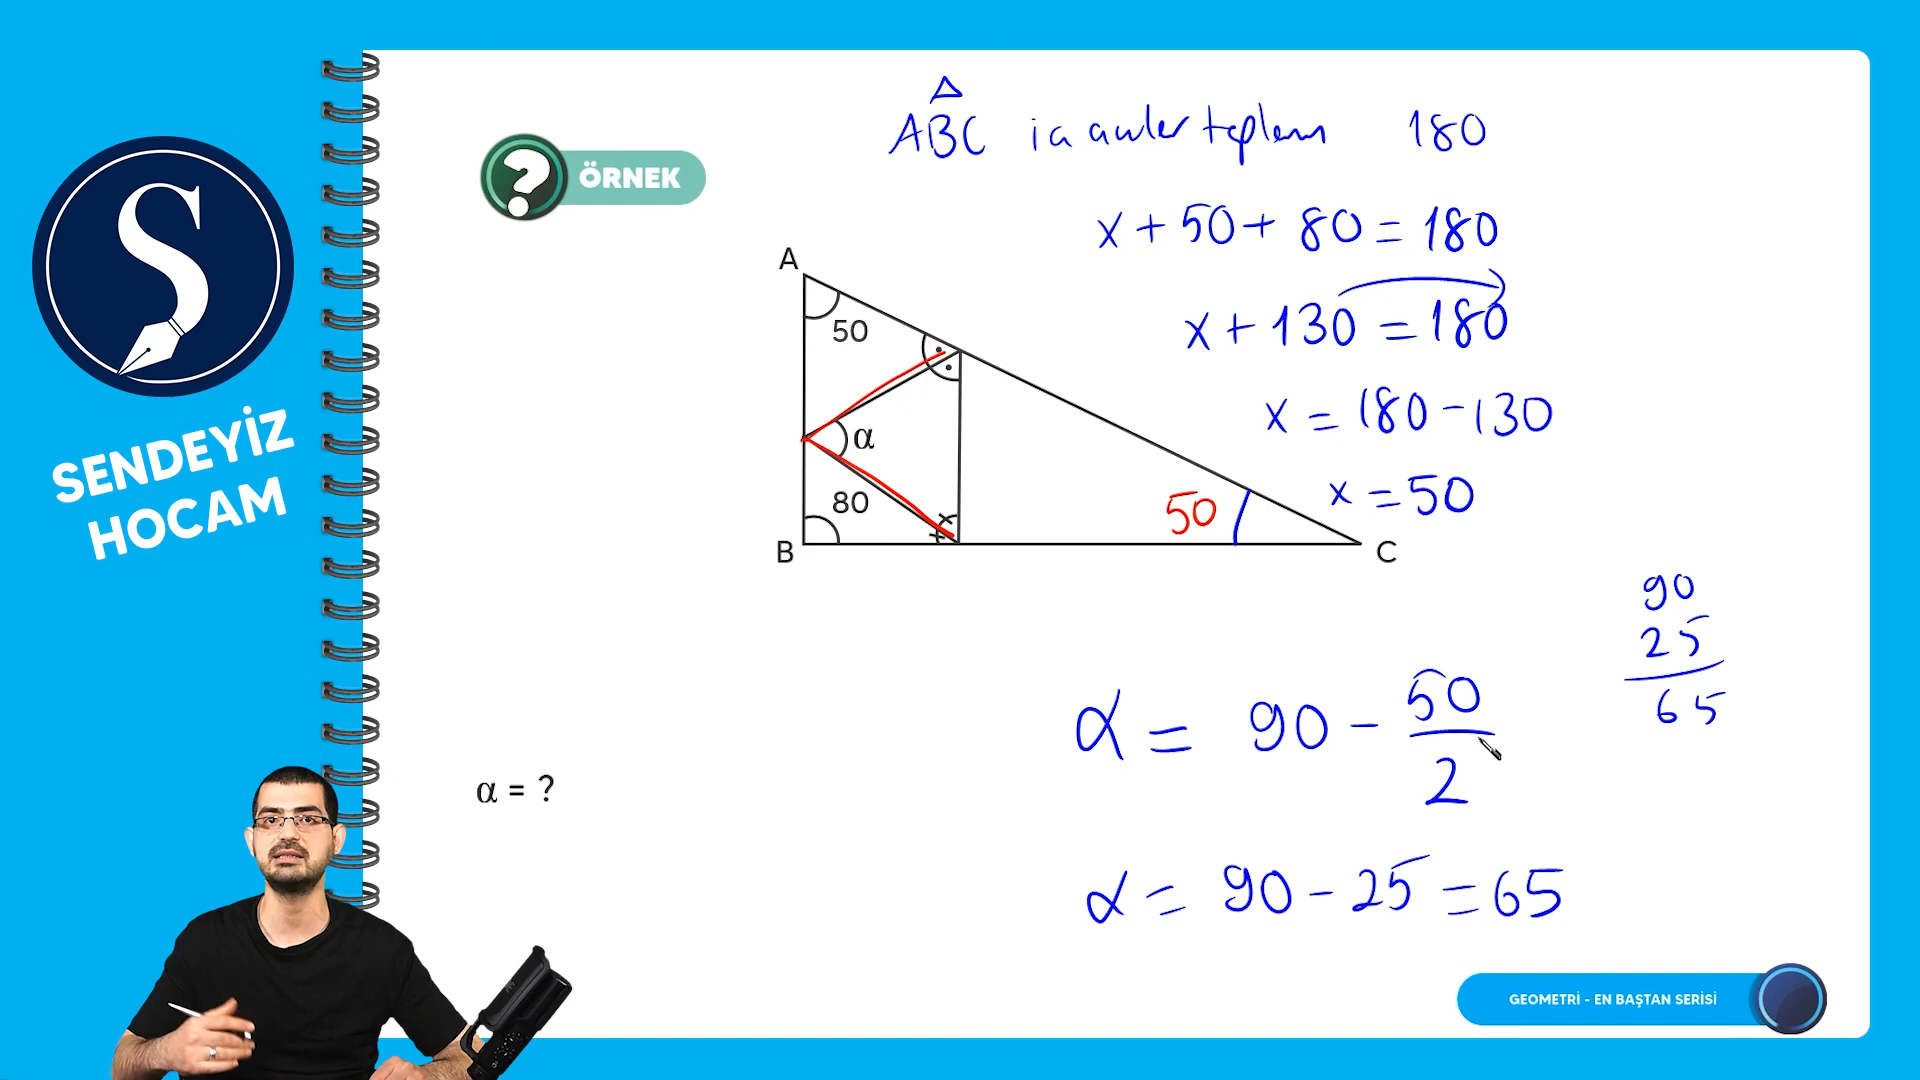 SENDEYİZ
HOCAM
? ÖRNEK
ABC iç açılar toplamı 180
x + 50 + 80 = 180
x + 130 = 180
x = 180 - 130
x = 50
A
50
α
80
50
B
C
90
25
65
α = 90 - 50/2
α = ?
α = 90 - 25 = 65
GEOMETRİ - EN BAŞTAN SERİSİ